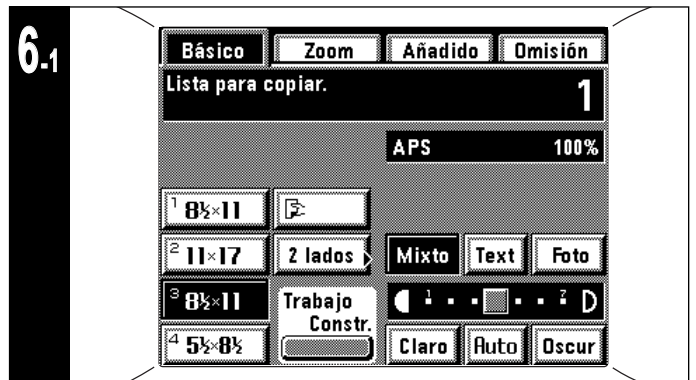 6.-1
Básico Zoom Añadido Omisión
Lista para copiar. 1
APS 100%
1 8½×11
2 11×17 2 lados Mixto Text Foto
3 8½×11 Trabajo Constr. 1 7
4 5½×8½ Claro Auto Oscur